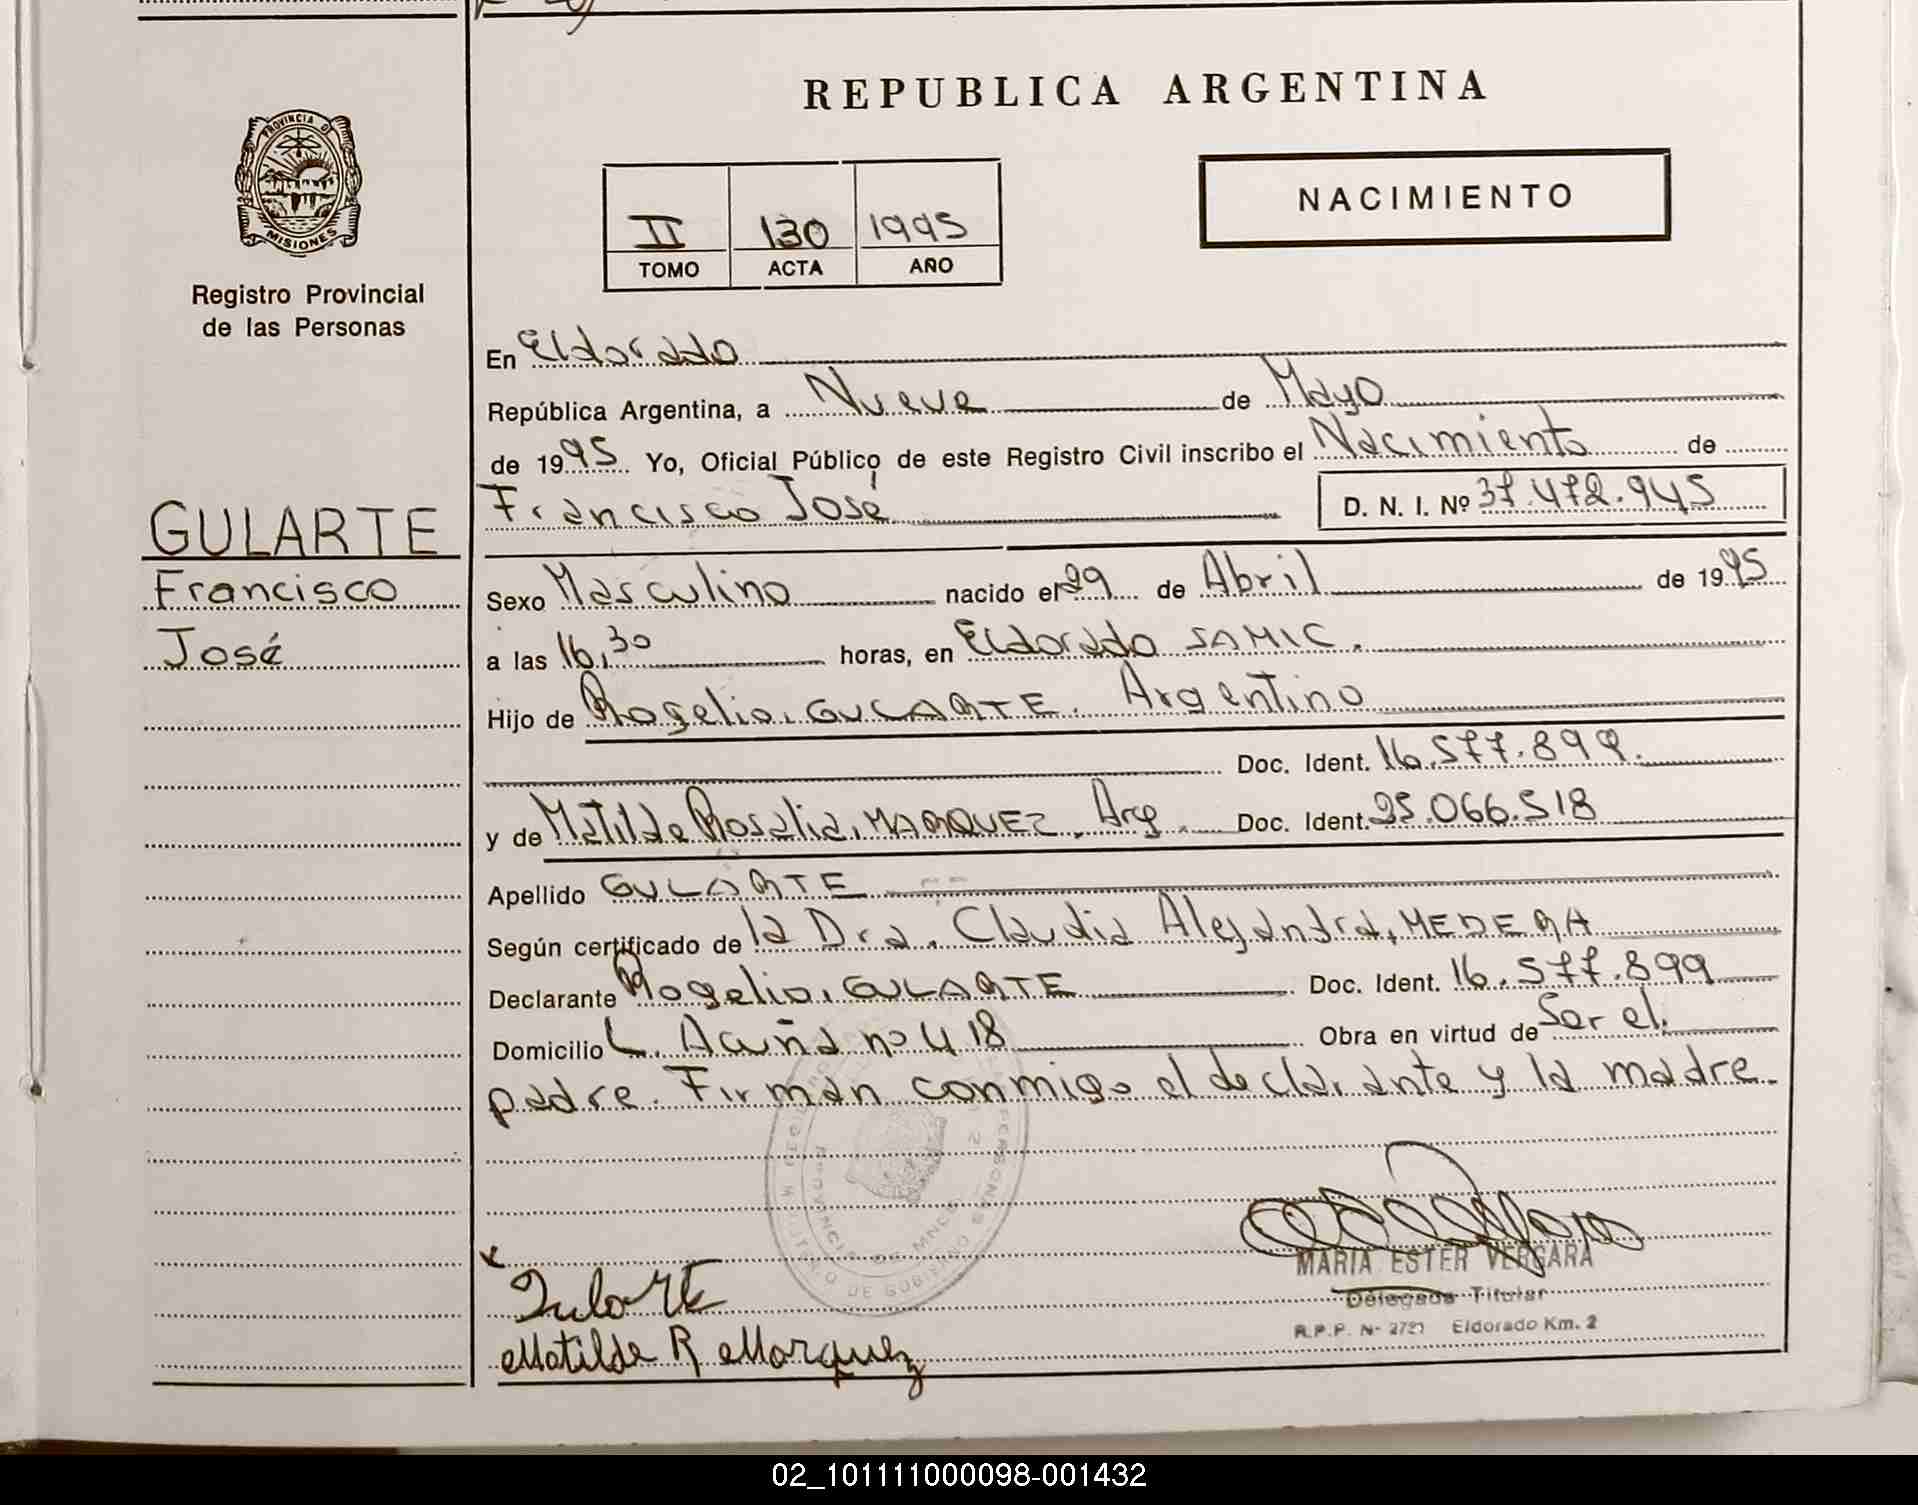 REPUBLICA ARGENTINA
PROVINCIA DE
MISIONES
Registro Provincial
de las Personas
II 130 1995
TOMO ACTA AÑO
NACIMIENTO
GULARTE
Francisco
José
En Eldorado
República Argentina, a Nueve de Mayo
de 1995 Yo, Oficial Público de este Registro Civil inscribo el Nacimiento de
Francisco José D. N. I. Nº 37.472.945
Sexo Masculino nacido el 29 de Abril de 1995
a las 16,30 horas, en Eldorado SAMIC.
Hijo de Rogelio, GULARTE. Argentino
Doc. Ident. 16.577.899.
y de Matilde Rosalia, MARQUEZ. Arg. Doc. Ident. 25.066.518
Apellido GULARTE
Según certificado de la Dra. Claudia Alejandra, MEDERA
Declarante Rogelio, GULARTE Doc. Ident. 16.577.899
Domicilio L. Acuña nº 418 Obra en virtud de Ser el.
padre. Firman conmigo el declarante y la madre.
MARIA ESTER VERGARA
Delegada Titular
R.P.P. Nº 2721 Eldorado Km. 2
Gularte
Matilde R Marquez
02_101111000098-001432